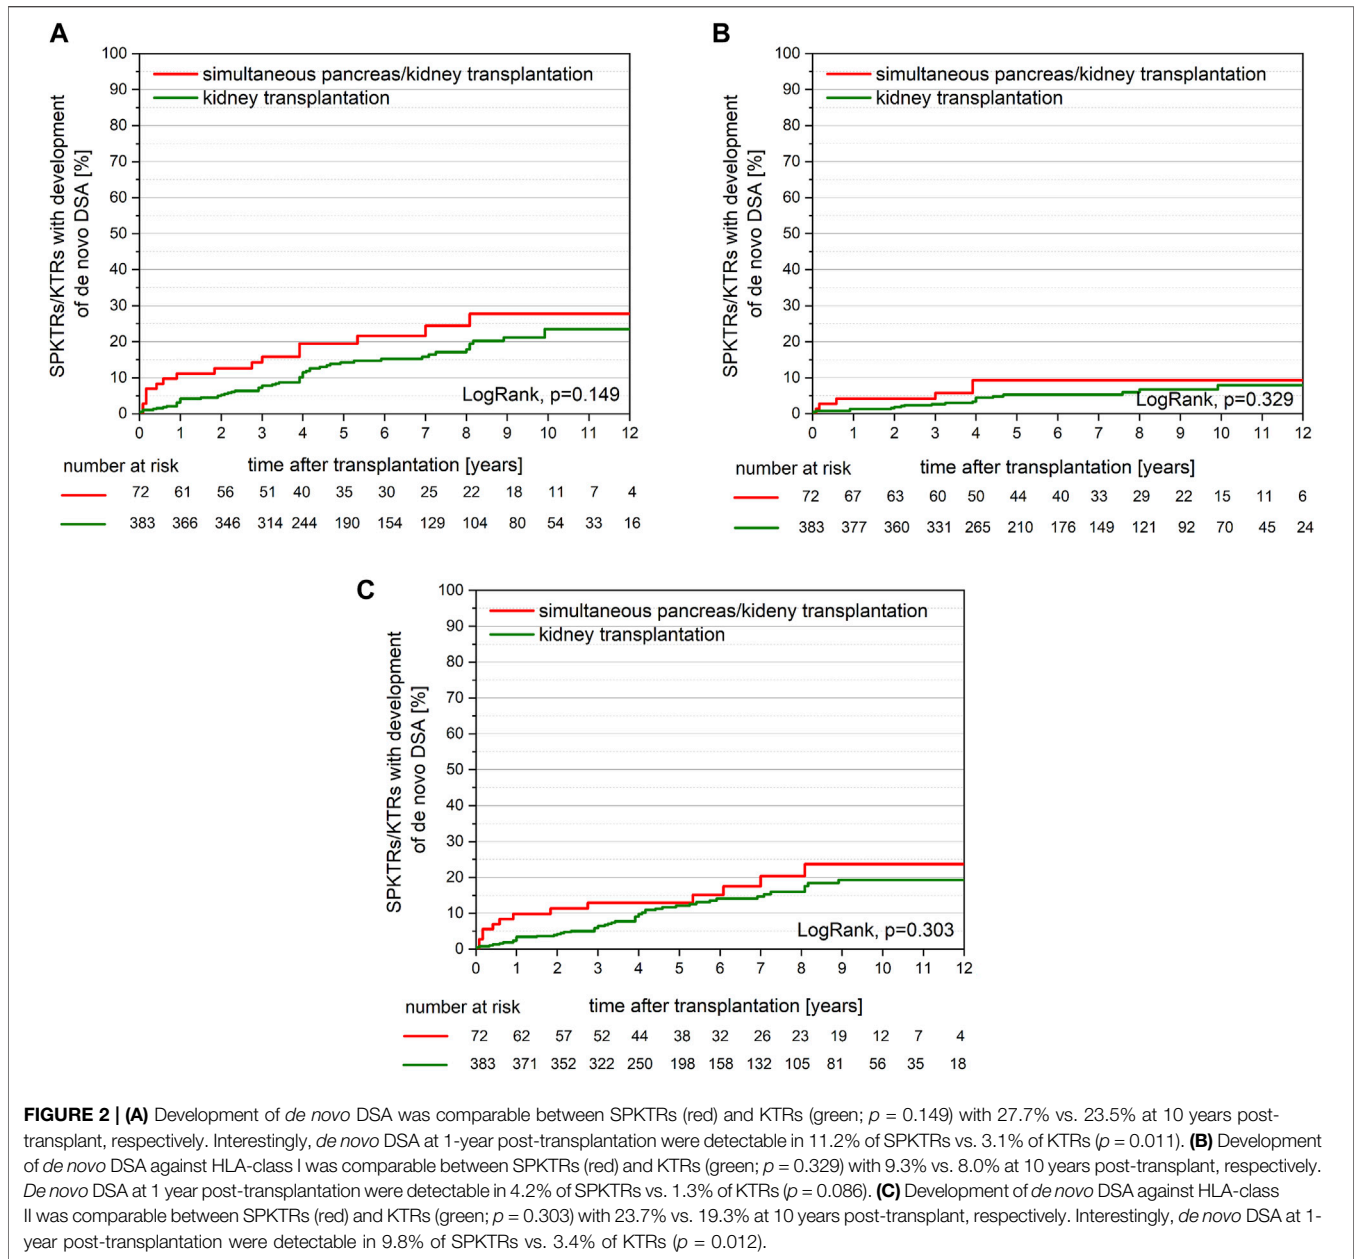 A
100
90
80
70
60
50
40
30
20
10
0
SPKTRs/KTRs with development
of de novo DSA [%]
simultaneous pancreas/kidney transplantation
kidney transplantation
LogRank, p=0.149
0 1 2 3 4 5 6 7 8 9 10 11 12
number at risk time after transplantation [years]
72 61 56 51 40 35 30 25 22 18 11 7 4
383 366 346 314 244 190 154 129 104 80 54 33 16
B
100
90
80
70
60
50
40
30
20
10
0
SPKTRs/KTRs with development
of de novo DSA [%]
simultaneous pancreas/kidney transplantation
kidney transplantation
LogRank, p=0.329
0 1 2 3 4 5 6 7 8 9 10 11 12
number at risk time after transplantation [years]
72 67 63 60 50 44 40 33 29 22 15 11 6
383 377 360 331 265 210 176 149 121 92 70 45 24
C
100
90
80
70
60
50
40
30
20
10
0
SPKTRs/KTRs with development
of de novo DSA [%]
simultaneous pancreas/kideny transplantation
kidney transplantation
LogRank, p=0.303
0 1 2 3 4 5 6 7 8 9 10 11 12
number at risk time after transplantation [years]
72 62 57 52 44 38 32 26 23 19 12 7 4
383 371 352 322 250 198 158 132 105 81 56 35 18
FIGURE 2 | (A) Development of de novo DSA was comparable between SPKTRs (red) and KTRs (green; p = 0.149) with 27.7% vs. 23.5% at 10 years post-
transplant, respectively. Interestingly, de novo DSA at 1-year post-transplantation were detectable in 11.2% of SPKTRs vs. 3.1% of KTRs (p = 0.011). (B) Development
of de novo DSA against HLA-class I was comparable between SPKTRs (red) and KTRs (green; p = 0.329) with 9.3% vs. 8.0% at 10 years post-transplant, respectively.
De novo DSA at 1 year post-transplantation were detectable in 4.2% of SPKTRs vs. 1.3% of KTRs (p = 0.086). (C) Development of de novo DSA against HLA-class
II was comparable between SPKTRs (red) and KTRs (green; p = 0.303) with 23.7% vs. 19.3% at 10 years post-transplant, respectively. Interestingly, de novo DSA at 1-
year post-transplantation were detectable in 9.8% of SPKTRs vs. 3.4% of KTRs (p = 0.012).